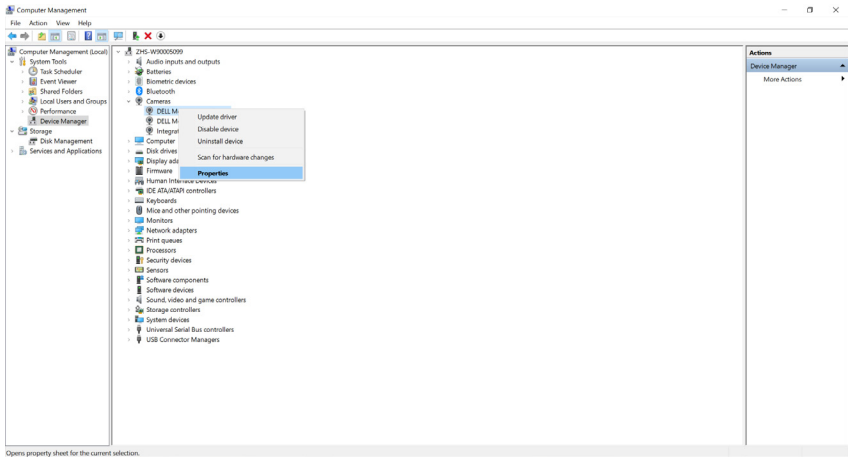 Computer Management
File Action View Help
Computer Management (Local)
System Tools
Task Scheduler
Event Viewer
Shared Folders
Local Users and Groups
Performance
Device Manager
Storage
Disk Management
Services and Applications
ZHS-W90005099
Audio inputs and outputs
Batteries
Biometric devices
Bluetooth
Cameras
DELL M
DELL M
Integrat
Computer
Disk drives
Display ada
Firmware
Human Interface Devices
IDE ATA/ATAPI controllers
Keyboards
Mice and other pointing devices
Monitors
Network adapters
Print queues
Processors
Security devices
Sensors
Software components
Software devices
Sound, video and game controllers
Storage controllers
System devices
Universal Serial Bus controllers
USB Connector Managers
Update driver
Disable device
Uninstall device
Scan for hardware changes
Properties
Actions
Device Manager
More Actions
Opens property sheet for the current selection.